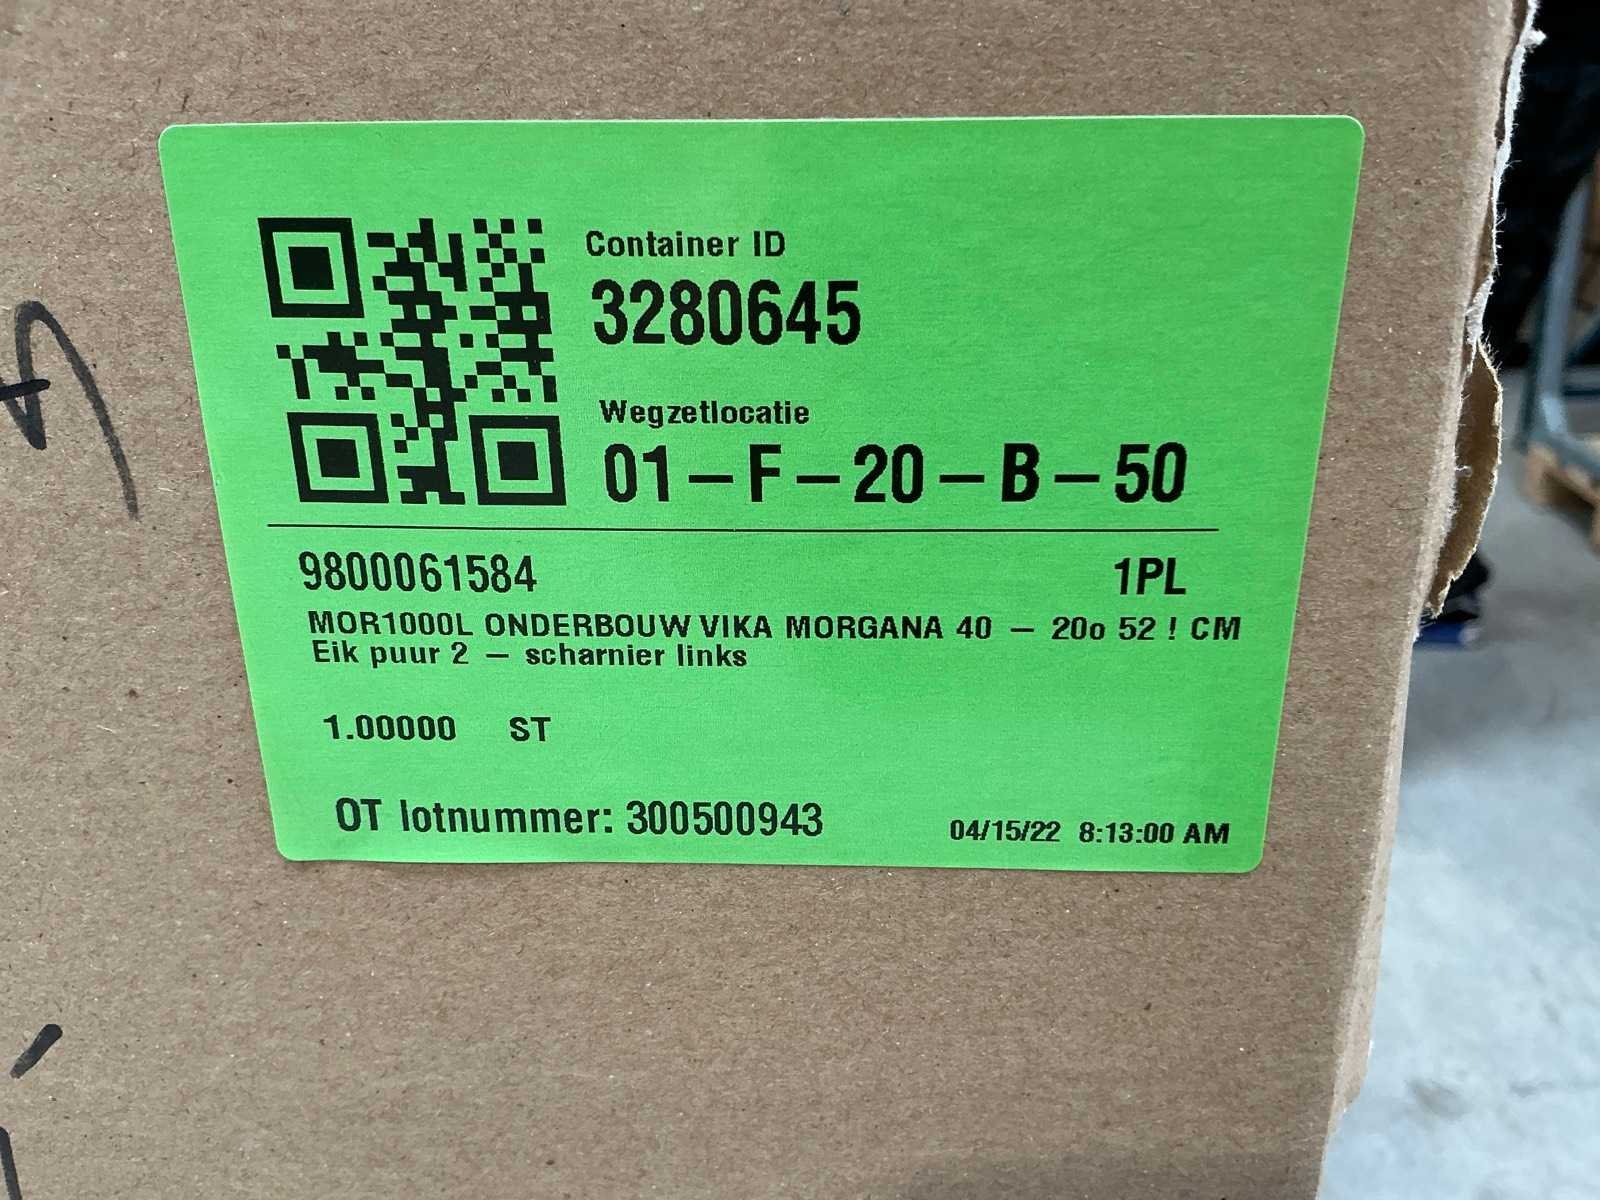 Container ID
3280645
Wegzetlocatie
01-F-20-B-50
9800061584 1PL
MOR1000L ONDERBOUW VIKA MORGANA 40 - 20o 52 ! CM
Eik puur 2 - scharnier links
1.00000 ST
OT lotnummer: 300500943 04/15/22 8:13:00 AM